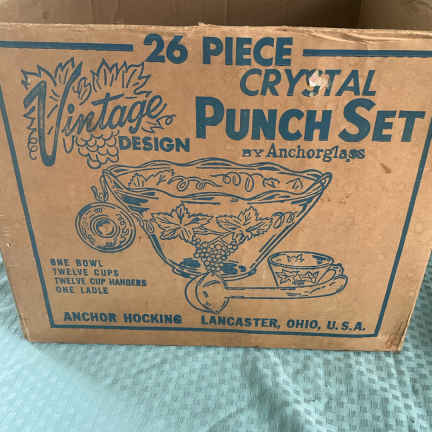 26 PIECE
CRYSTAL
Vintage
DESIGN
PUNCH SET
BY Anchorglass
ONE BOWL
TWELVE CUPS
TWELVE CUP HANGERS
ONE LADLE
ANCHOR HOCKING LANCASTER, OHIO, U.S.A.